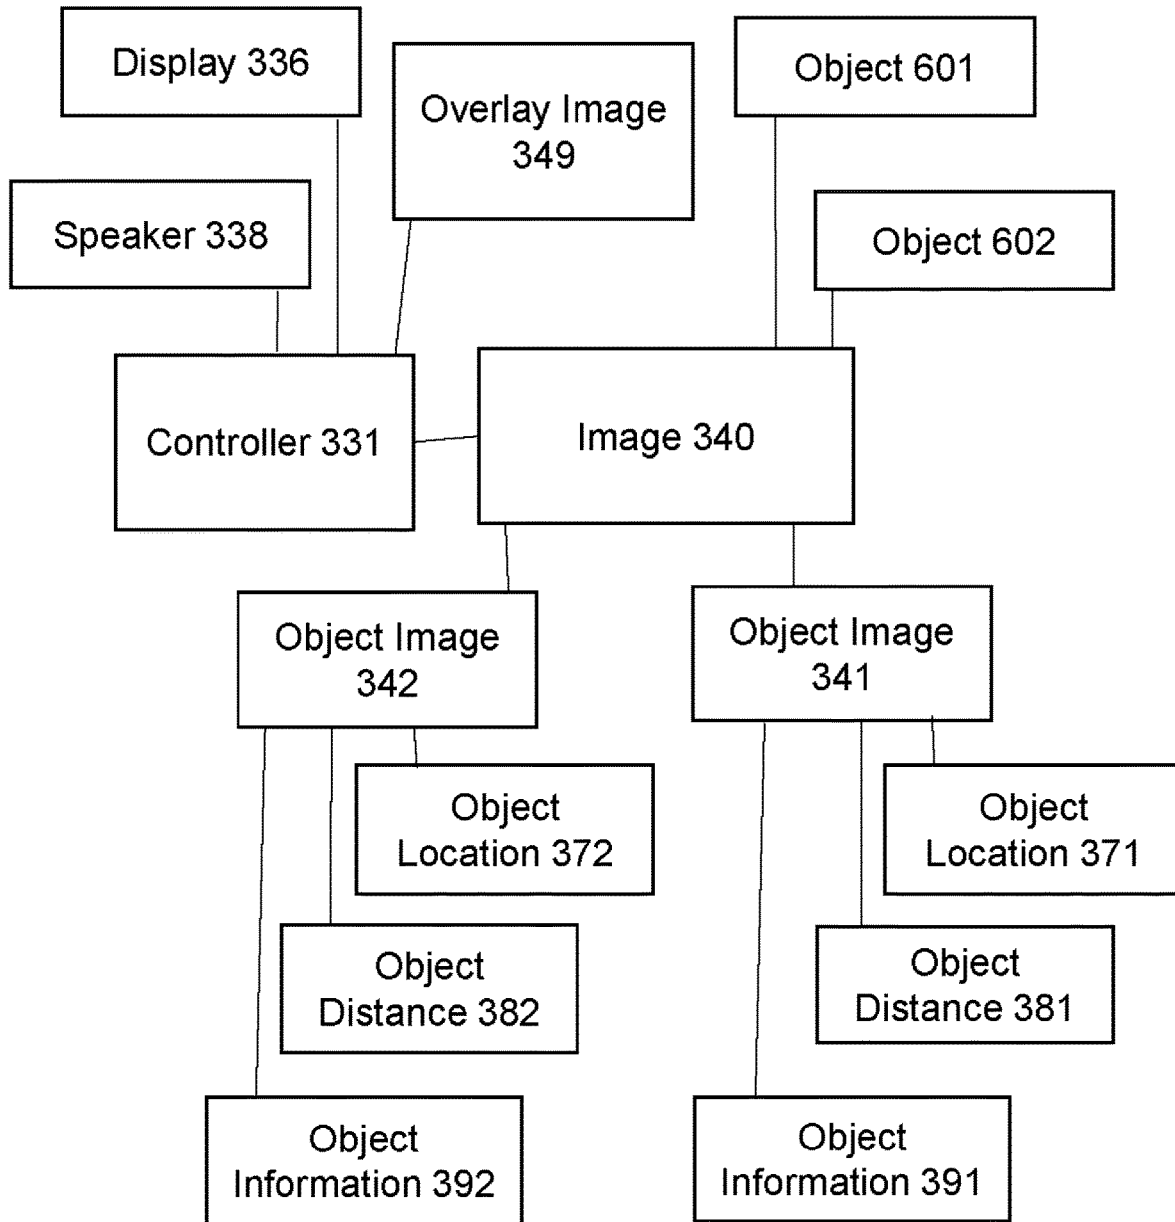 Display 336
Overlay Image
349
Object 601
Speaker 338
Object 602
Controller 331
Image 340
Object Image
342
Object Image
341
Object
Location 372
Object
Location 371
Object
Distance 382
Object
Distance 381
Object
Information 392
Object
Information 391